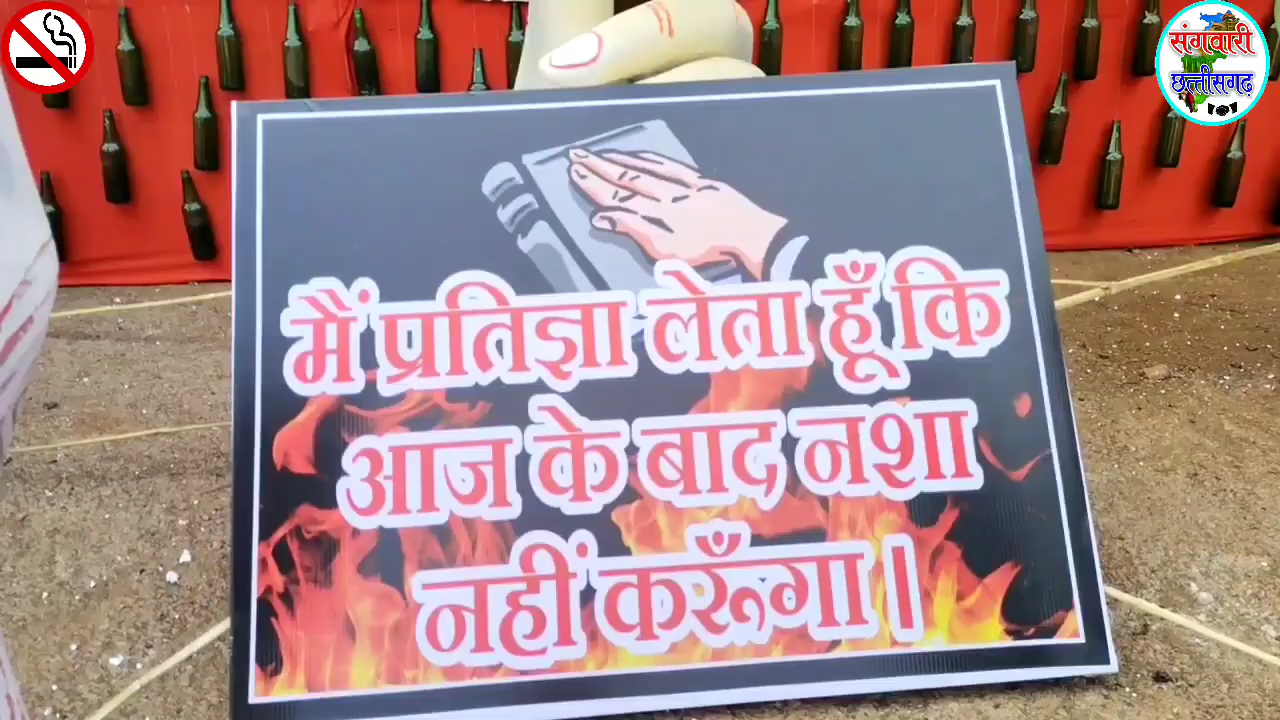 संगवारी
छत्तीसगढ़
मैं प्रतिज्ञा लेता हूँ कि
आज के बाद नशा
नहीं करूँगा।